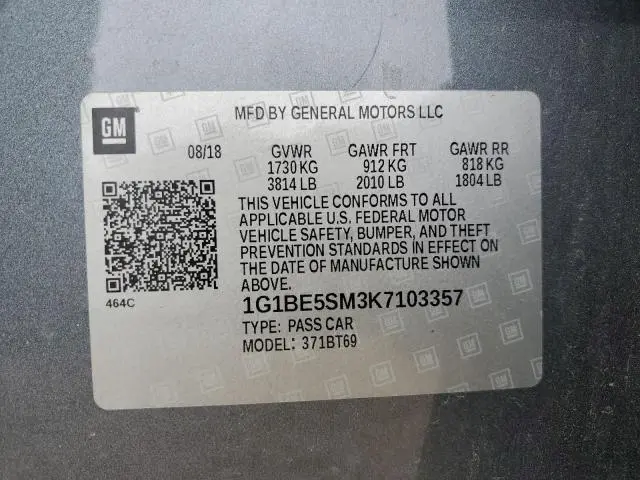 MFD BY GENERAL MOTORS LLC
GM
08/18 GVWR GAWR FRT GAWR RR
1730 KG 912 KG 818 KG
3814 LB 2010 LB 1804 LB
THIS VEHICLE CONFORMS TO ALL
APPLICABLE U.S. FEDERAL MOTOR
VEHICLE SAFETY, BUMPER, AND THEFT
PREVENTION STANDARDS IN EFFECT ON
THE DATE OF MANUFACTURE SHOWN
ABOVE.
464C
1G1BE5SM3K7103357
TYPE: PASS CAR
MODEL: 371BT69